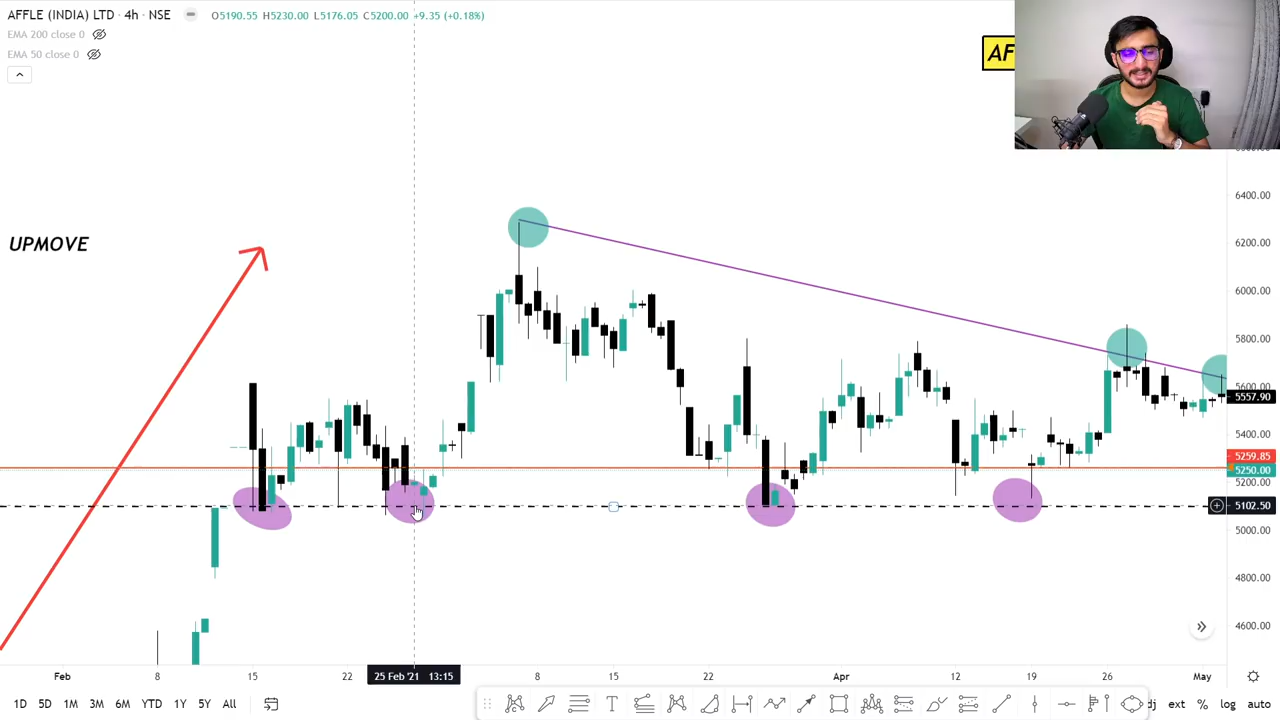 AFFLE (INDIA) LTD · 4h · NSE
O5190.55 H5230.00 L5176.05 C5200.00 +9.35 (+0.18%)
EMA 200 close 0
EMA 50 close 0
AF
UPMOVE
6400.00
6200.00
6000.00
5800.00
5600.00
5557.90
5400.00
5259.85
5250.00
5200.00
5102.50
5000.00
4800.00
4600.00
Feb 8 15 22 25 Feb '21 13:15 8 15 22 Apr 12 19 26 May
1D 5D 1M 3M 6M YTD 1Y 5Y All
ext % log auto